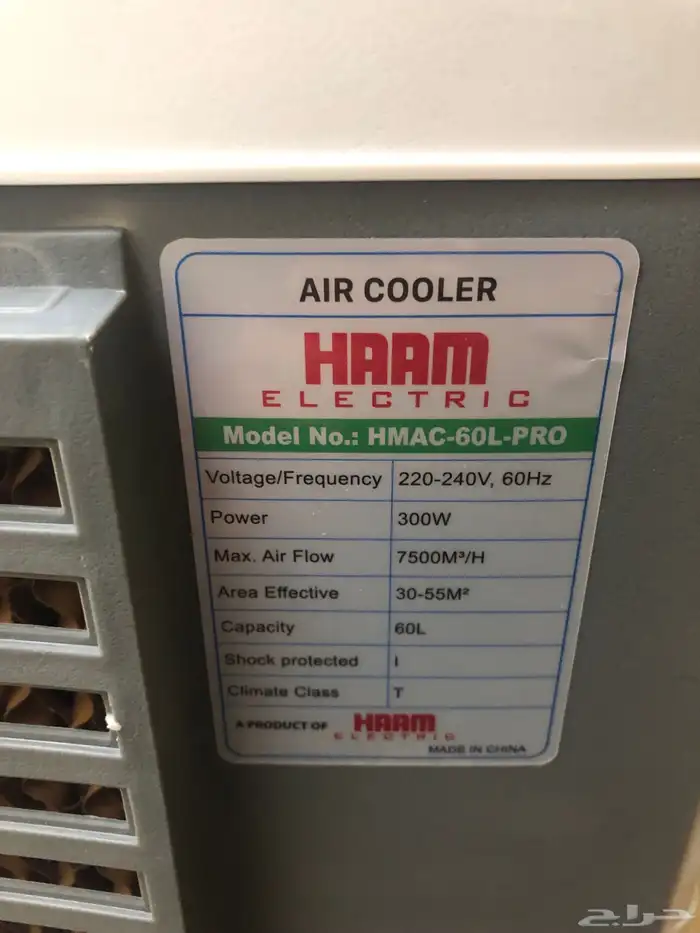 AIR COOLER
HAAM
ELECTRIC
Model No.: HMAC-60L-PRO
Voltage/Frequency 220-240V, 60Hz
Power 300W
Max. Air Flow 7500M³/H
Area Effective 30-55M²
Capacity 60L
Shock protected I
Climate Class T
A PRODUCT OF HAAM
ELECTRIC
MADE IN CHINA
حراج